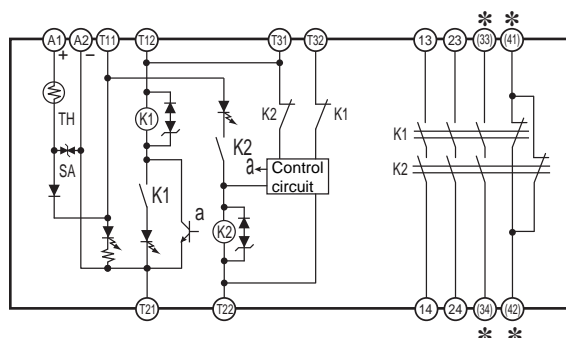 ✻ ✻
A1 A2 T11 T12 T31 T32 13 23 (33) (41)
+ −
K1
TH
K2 K1
K1
K2
SA
a
Control
circuit
K2
K1
a
K2
T21 T22 14 24 (34) (42)
✻ ✻